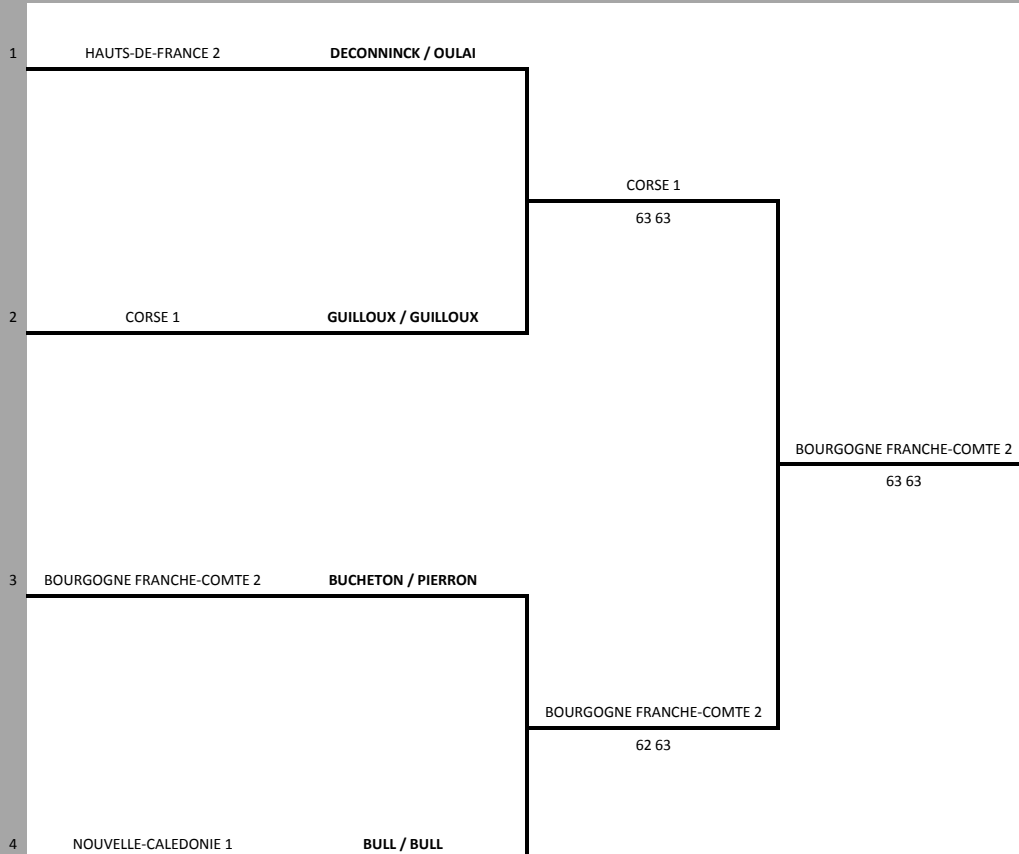 1 HAUTS-DE-FRANCE 2 DECONNINCK / OULAI
CORSE 1
63 63
2 CORSE 1 GUILLOUX / GUILLOUX
BOURGOGNE FRANCHE-COMTE 2
63 63
3 BOURGOGNE FRANCHE-COMTE 2 BUCHETON / PIERRON
BOURGOGNE FRANCHE-COMTE 2
62 63
4 NOUVELLE-CALEDONIE 1 BULL / BULL